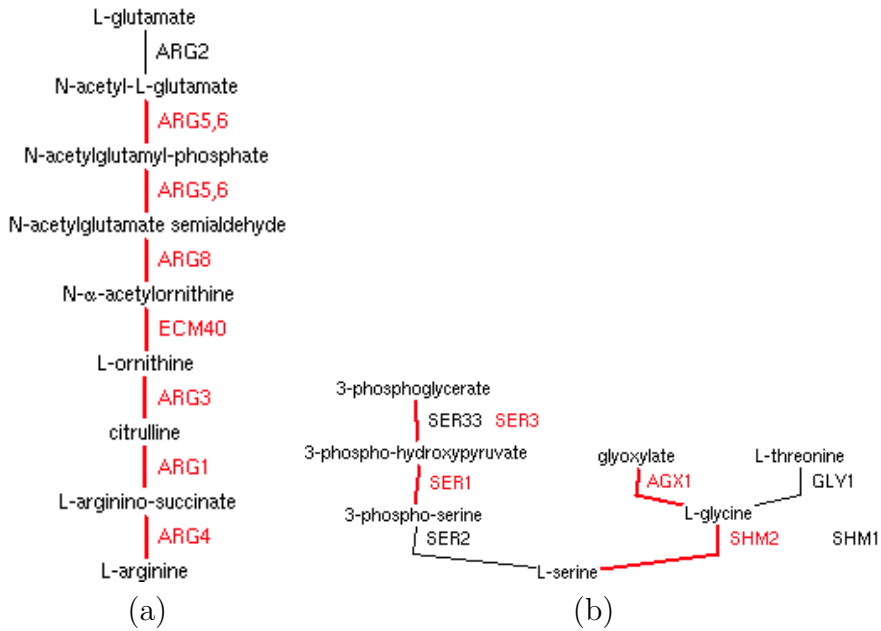 L-glutamate
ARG2
N-acetyl-L-glutamate
ARG5,6
N-acetylglutamyl-phosphate
ARG5,6
N-acetylglutamate semialdehyde
ARG8
N-α-acetylornithine
ECM40
L-ornithine
ARG3
citrulline
ARG1
L-arginino-succinate
ARG4
L-arginine
(a)
3-phosphoglycerate
SER33 SER3
3-phospho-hydroxypyruvate
glyoxylate
L-threonine
SER1
AGX1
GLY1
3-phospho-serine
L-glycine
SER2
SHM2
SHM1
L-serine
(b)